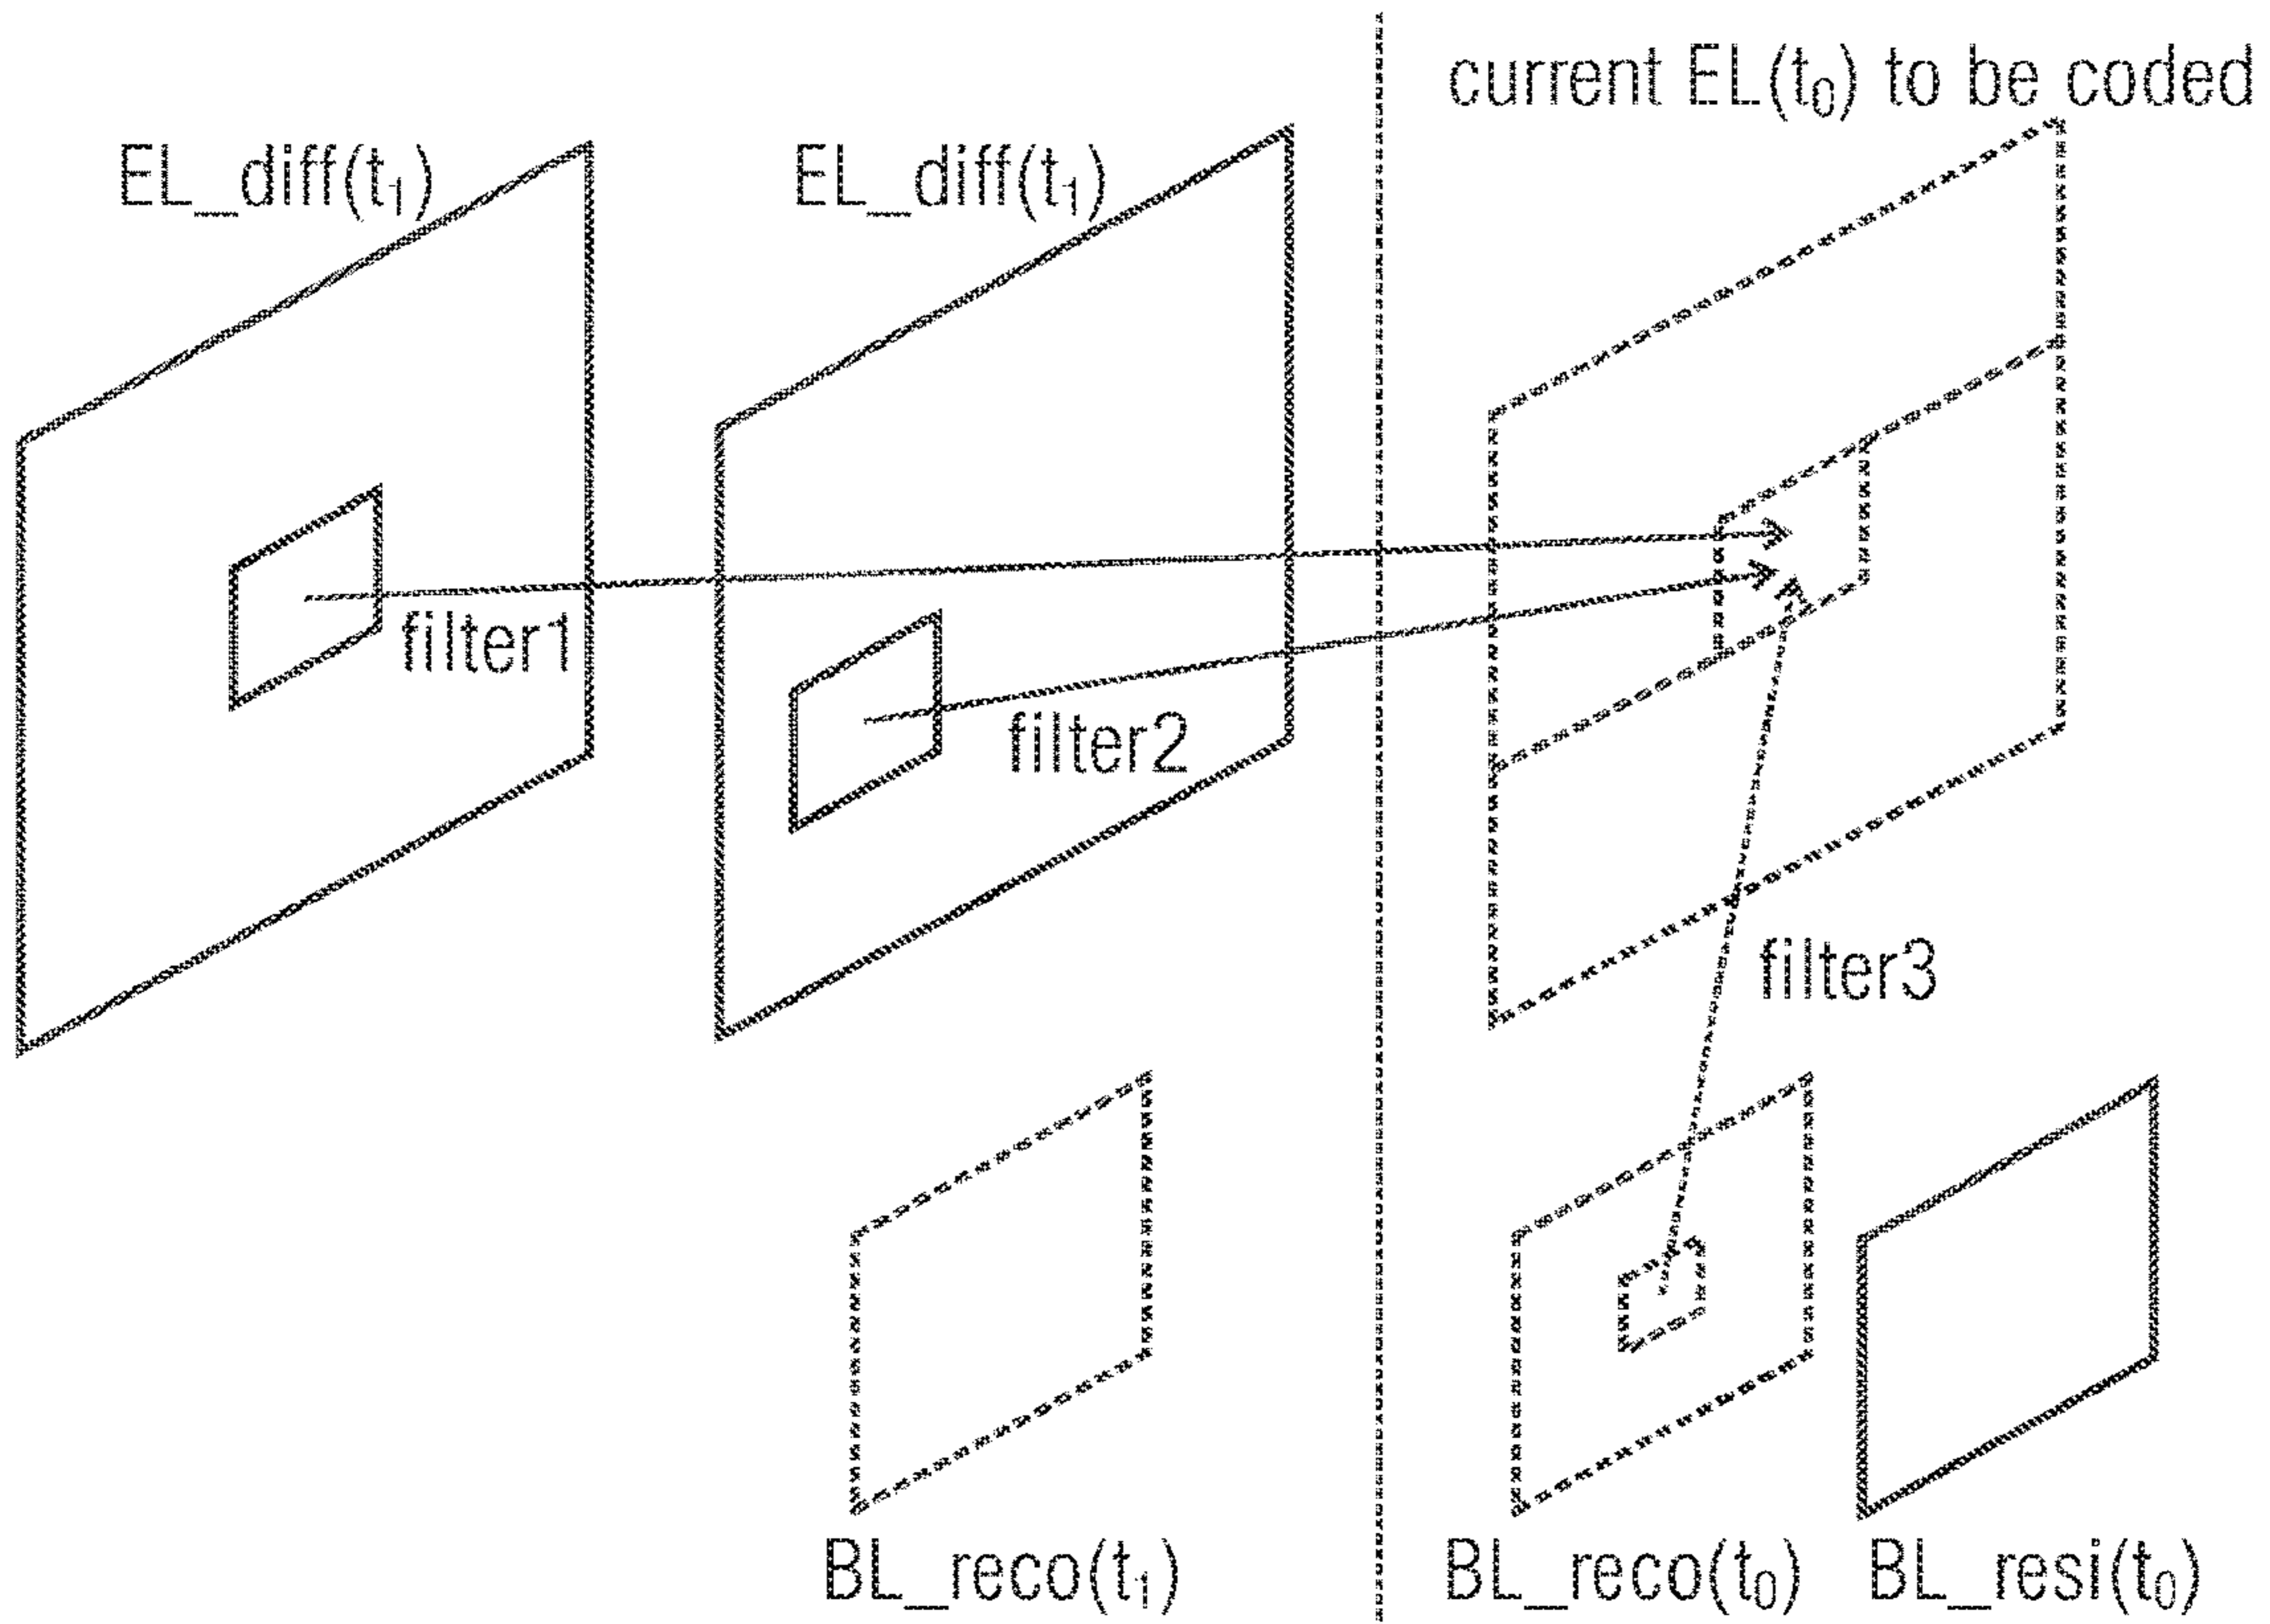 current EL(t₀) to be coded
EL_diff(t₁)
EL_diff(t₁)
filter1
filter2
filter3
BL_reco(t₁)
BL_reco(t₀)
BL_resi(t₀)